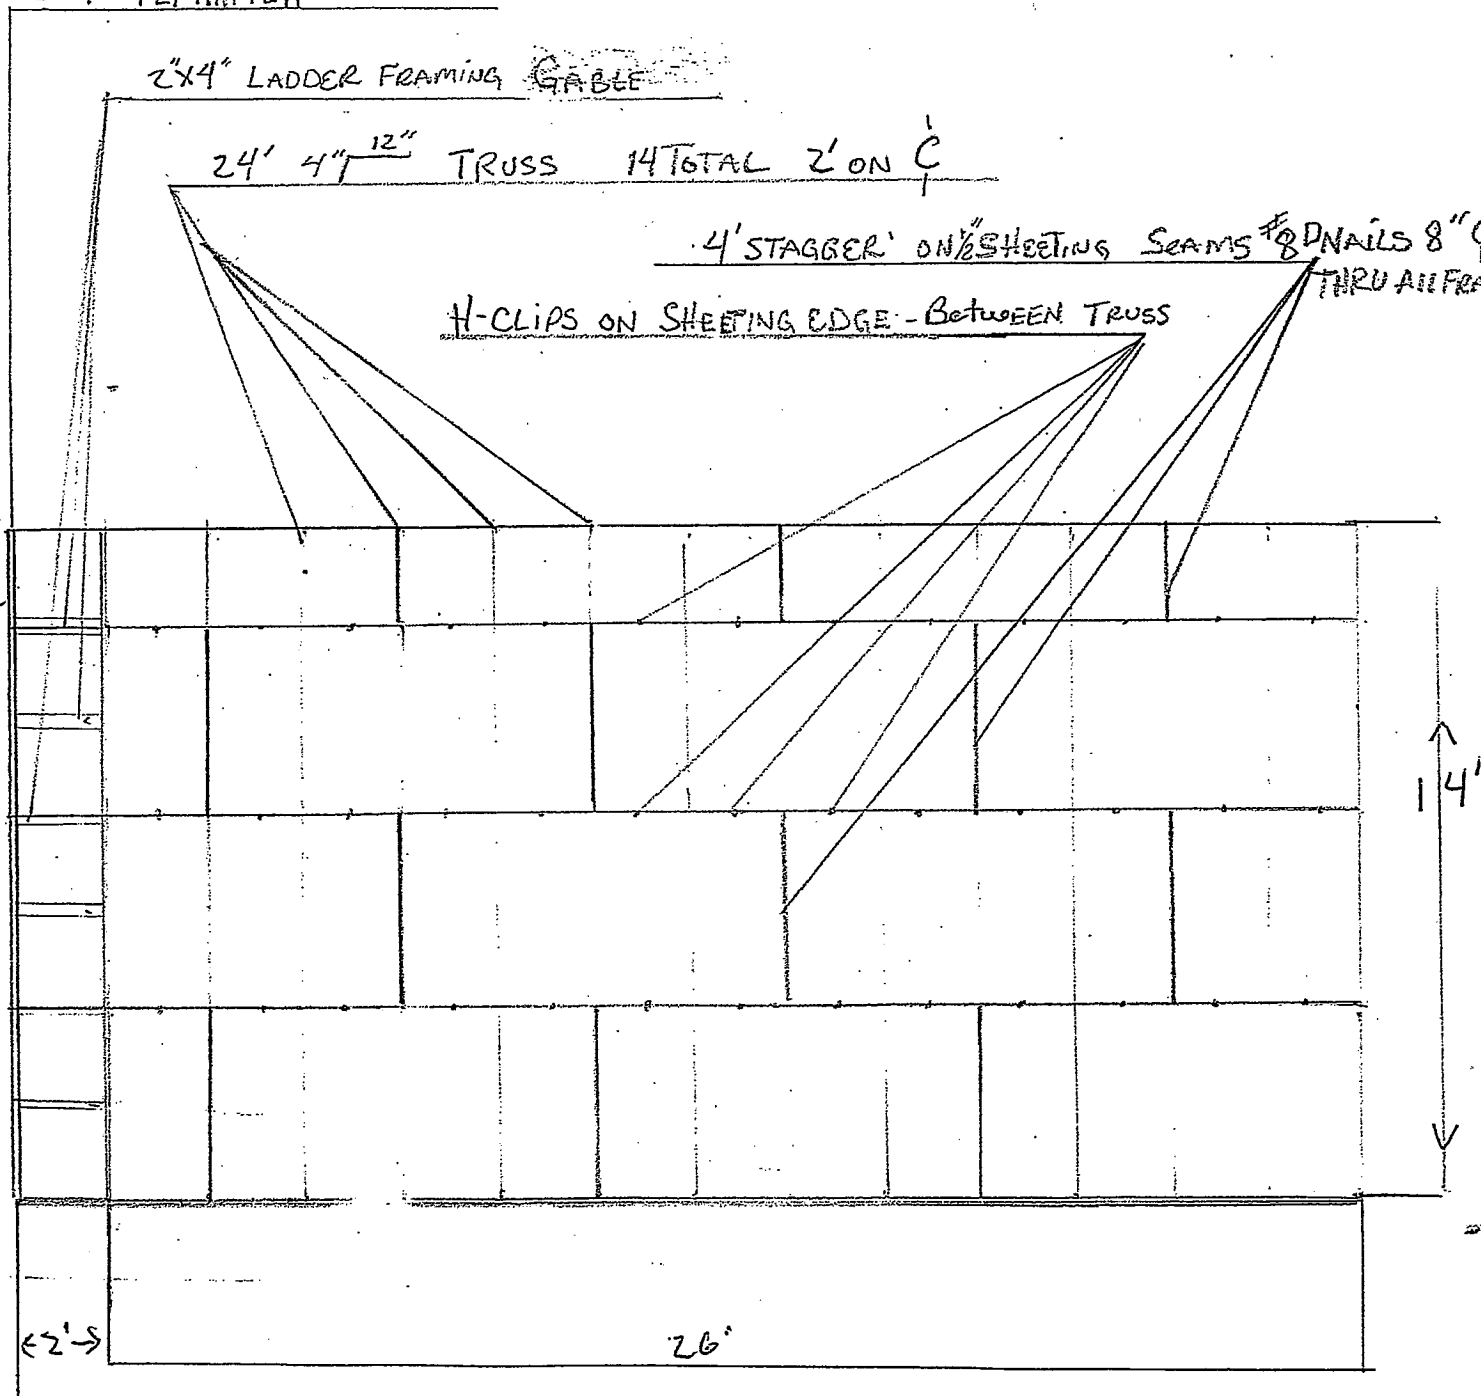 2"X4" LADDER FRAMING GABLE
24' 4"/12" TRUSS 14 TOTAL 2' ON C
4' STAGGER ON 1/2" SHEETING SEAMS #8D NAILS 8" C
THRU All FRA
H-CLIPS ON SHEETING EDGE - BETWEEN TRUSS
14'
2'
26'